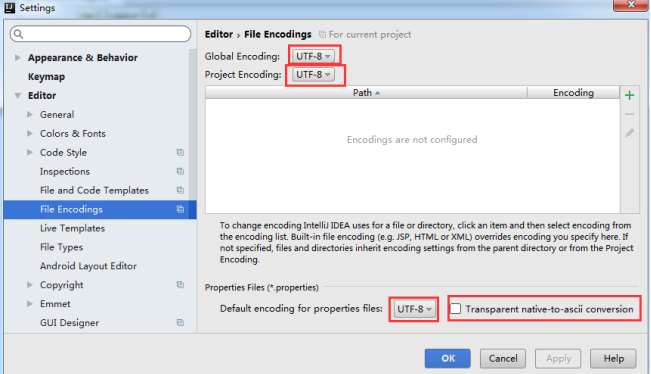 Settings
Editor › File Encodings For current project
Global Encoding: UTF-8
Project Encoding: UTF-8
Appearance & Behavior
Keymap
Editor
General
Colors & Fonts
Code Style
Inspections
File and Code Templates
File Encodings
Live Templates
File Types
Android Layout Editor
Copyright
Emmet
GUI Designer
Path Encoding
Encodings are not configured
To change encoding IntelliJ IDEA uses for a file or directory, click an item and then select encoding from
the encoding list. Built-in file encoding (e.g. JSP, HTML or XML) overrides encoding you specify here. If
not specified, files and directories inherit encoding settings from the parent directory or from the Project
Encoding.
Properties Files (*.properties)
Default encoding for properties files: UTF-8 Transparent native-to-ascii conversion
OK Cancel Apply Help